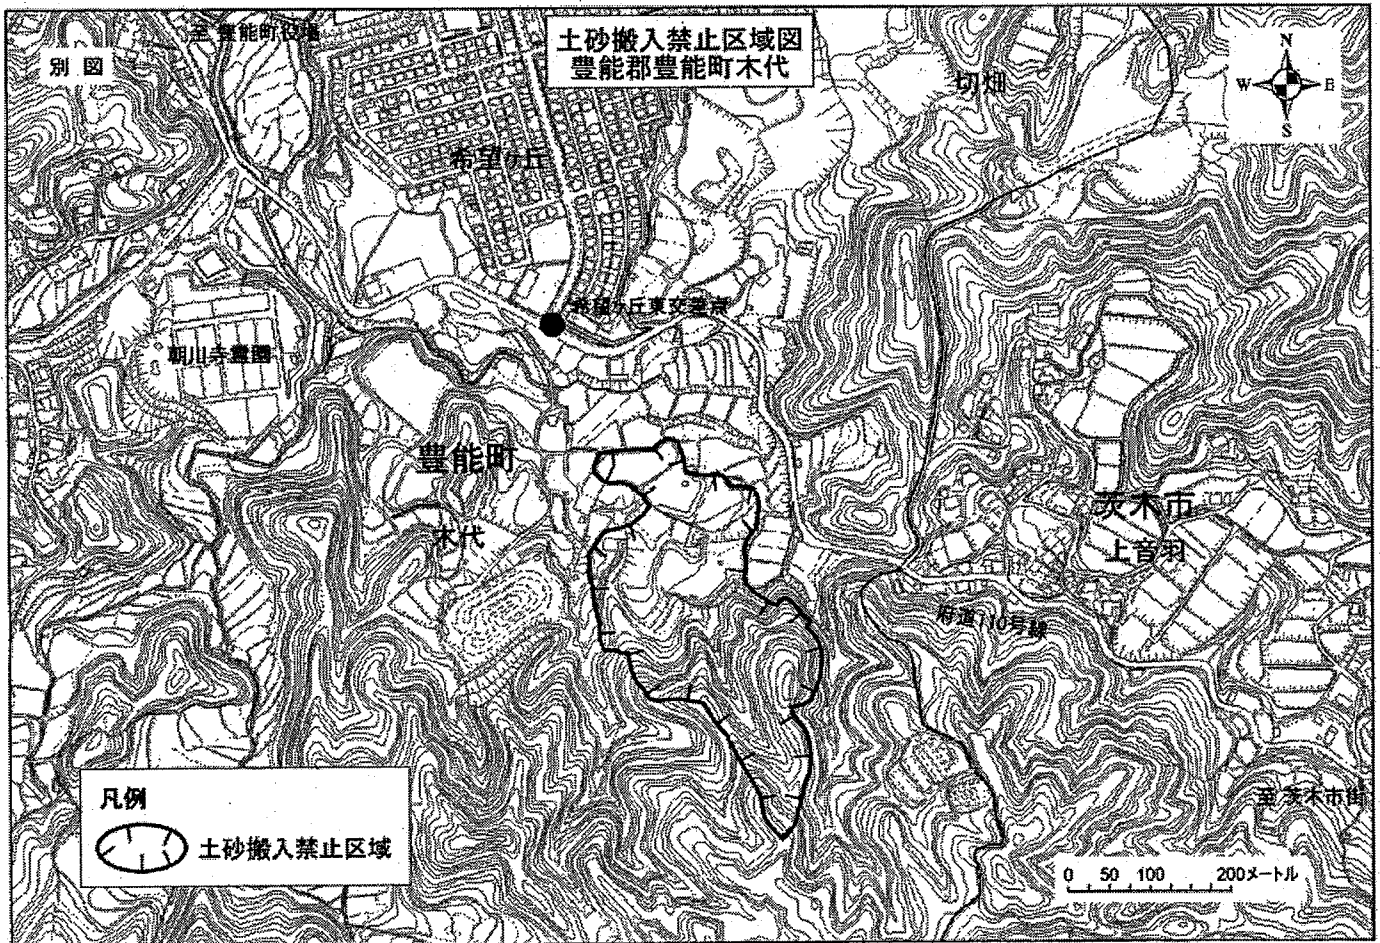 土砂搬入禁止区域図
豊能郡豊能町木代
別図
至 豊能町役場
切畑
N
W E
S
希望ヶ丘
希望ヶ丘東交差点
朝川寺霊園
豊能町
木代
茨木市
上音羽
府道110号線
至 茨木市街
凡例
土砂搬入禁止区域
0 50 100 200メートル